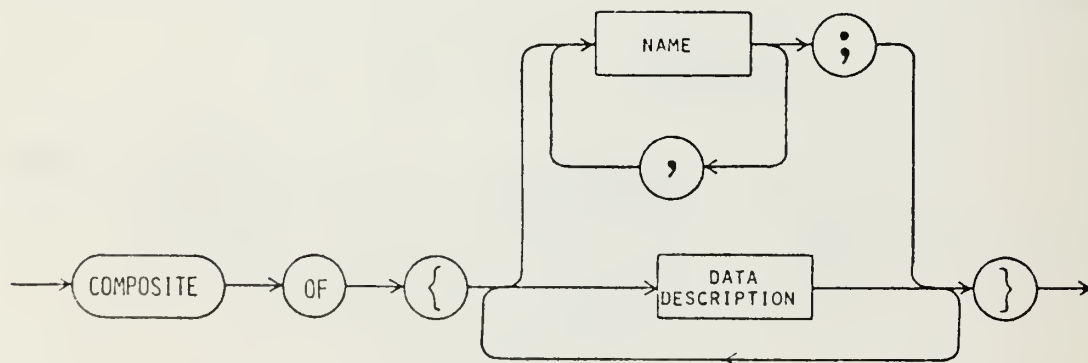 NAME
;
,
COMPOSITE
OF
{
DATA
DESCRIPTION
}